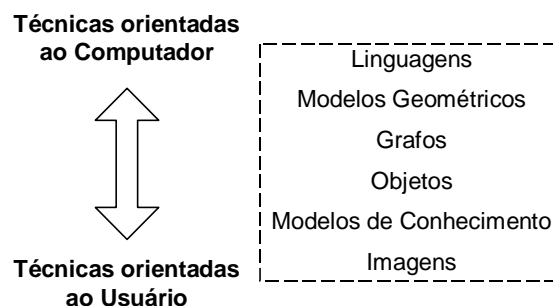 Técnicas orientadas
ao Computador
Linguagens
Modelos Geométricos
Grafos
Objetos
Modelos de Conhecimento
Imagens
Técnicas orientadas
ao Usuário